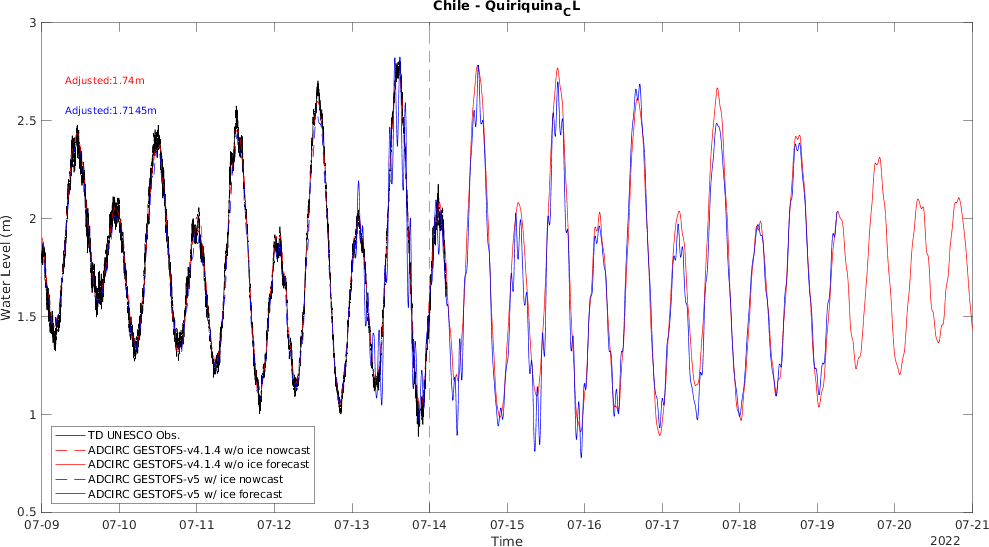 Chile - Quiriquina_CL
3
Adjusted:1.74m
Adjusted:1.7145m
2.5
2
Water Level (m)
1.5
1
TD UNESCO Obs.
ADCIRC GESTOFS-v4.1.4 w/o ice nowcast
ADCIRC GESTOFS-v4.1.4 w/o ice forecast
ADCIRC GESTOFS-v5 w/ ice nowcast
ADCIRC GESTOFS-v5 w/ ice forecast
0.5
07-09 07-10 07-11 07-12 07-13 07-14 07-15 07-16 07-17 07-18 07-19 07-20 07-21
Time
2022